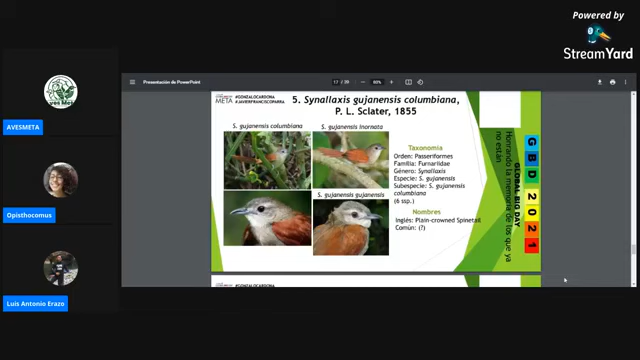 Powered by
StreamYard
Presentación de PowerPoint
17 / 39
80%
AVESMETA
Opisthocomus
Luis Antonio Erazo
META
#GONZALOCARDONA
#JAVIERFRANCISCOPARRA
5. Synallaxis gujanensis columbiana,
P. L. Sclater, 1855
S. gujanensis columbiana
S. gujanensis inornata
S. gujanensis gujanensis
Taxonomía
Orden: Passeriformes
Familia: Furnariidae
Género: Synallaxis
Especie: S. gujanensis
Subespecie: S. gujanensis
columbiana
(6 ssp.)
Nombres
Inglés: Plain-crowned Spinetail
Común: (?)
GBD 2021
GLOBAL BIG DAY
Honrando la memoria de los que ya
no están
#GONZALOCARDONA